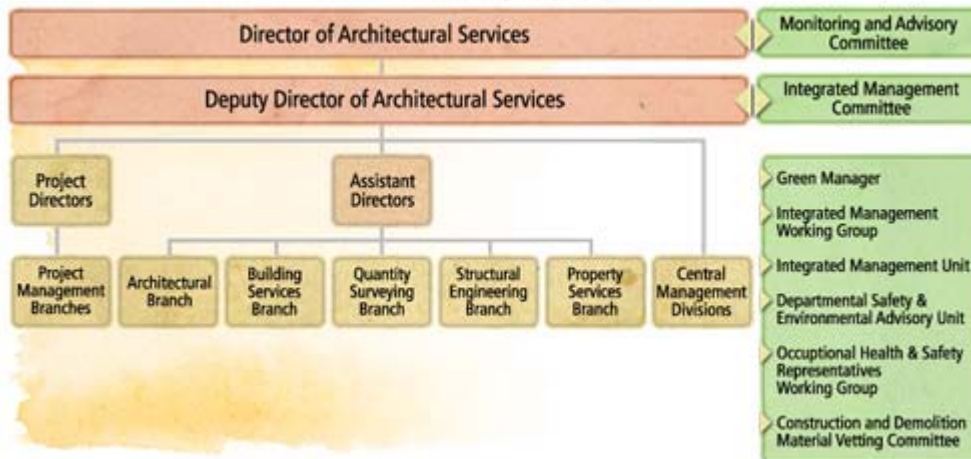 Director of Architectural Services
Monitoring and Advisory
Committee
Deputy Director of Architectural Services
Integrated Management
Committee
Project
Directors
Assistant
Directors
Project
Management
Branches
Architectural
Branch
Building
Services
Branch
Quantity
Surveying
Branch
Structural
Engineering
Branch
Property
Services
Branch
Central
Management
Divisions
Green Manager
Integrated Management
Working Group
Integrated Management Unit
Departmental Safety &
Environmental Advisory Unit
Occuptional Health & Safety
Representatives
Working Group
Construction and Demolition
Material Vetting Committee